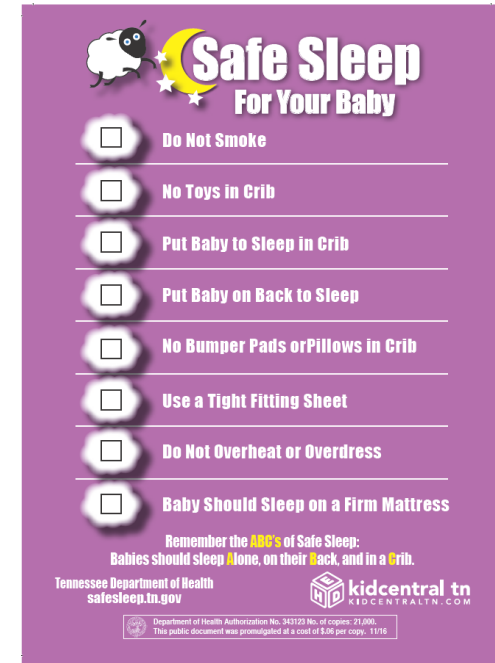 Safe Sleep
For Your Baby
Do Not Smoke
No Toys in Crib
Put Baby to Sleep in Crib
Put Baby on Back to Sleep
No Bumper Pads orPillows in Crib
Use a Tight Fitting Sheet
Do Not Overheat or Overdress
Baby Should Sleep on a Firm Mattress
Remember the ABC's of Safe Sleep:
Babies should sleep Alone, on their Back, and in a Crib.
Tennessee Department of Health
safesleep.tn.gov
E H D
kidcentral tn
KIDCENTRALTN.COM
Department of Health Authorization No. 343123 No. of copies: 21,000.
This public document was promulgated at a cost of $.06 per copy. 11/16